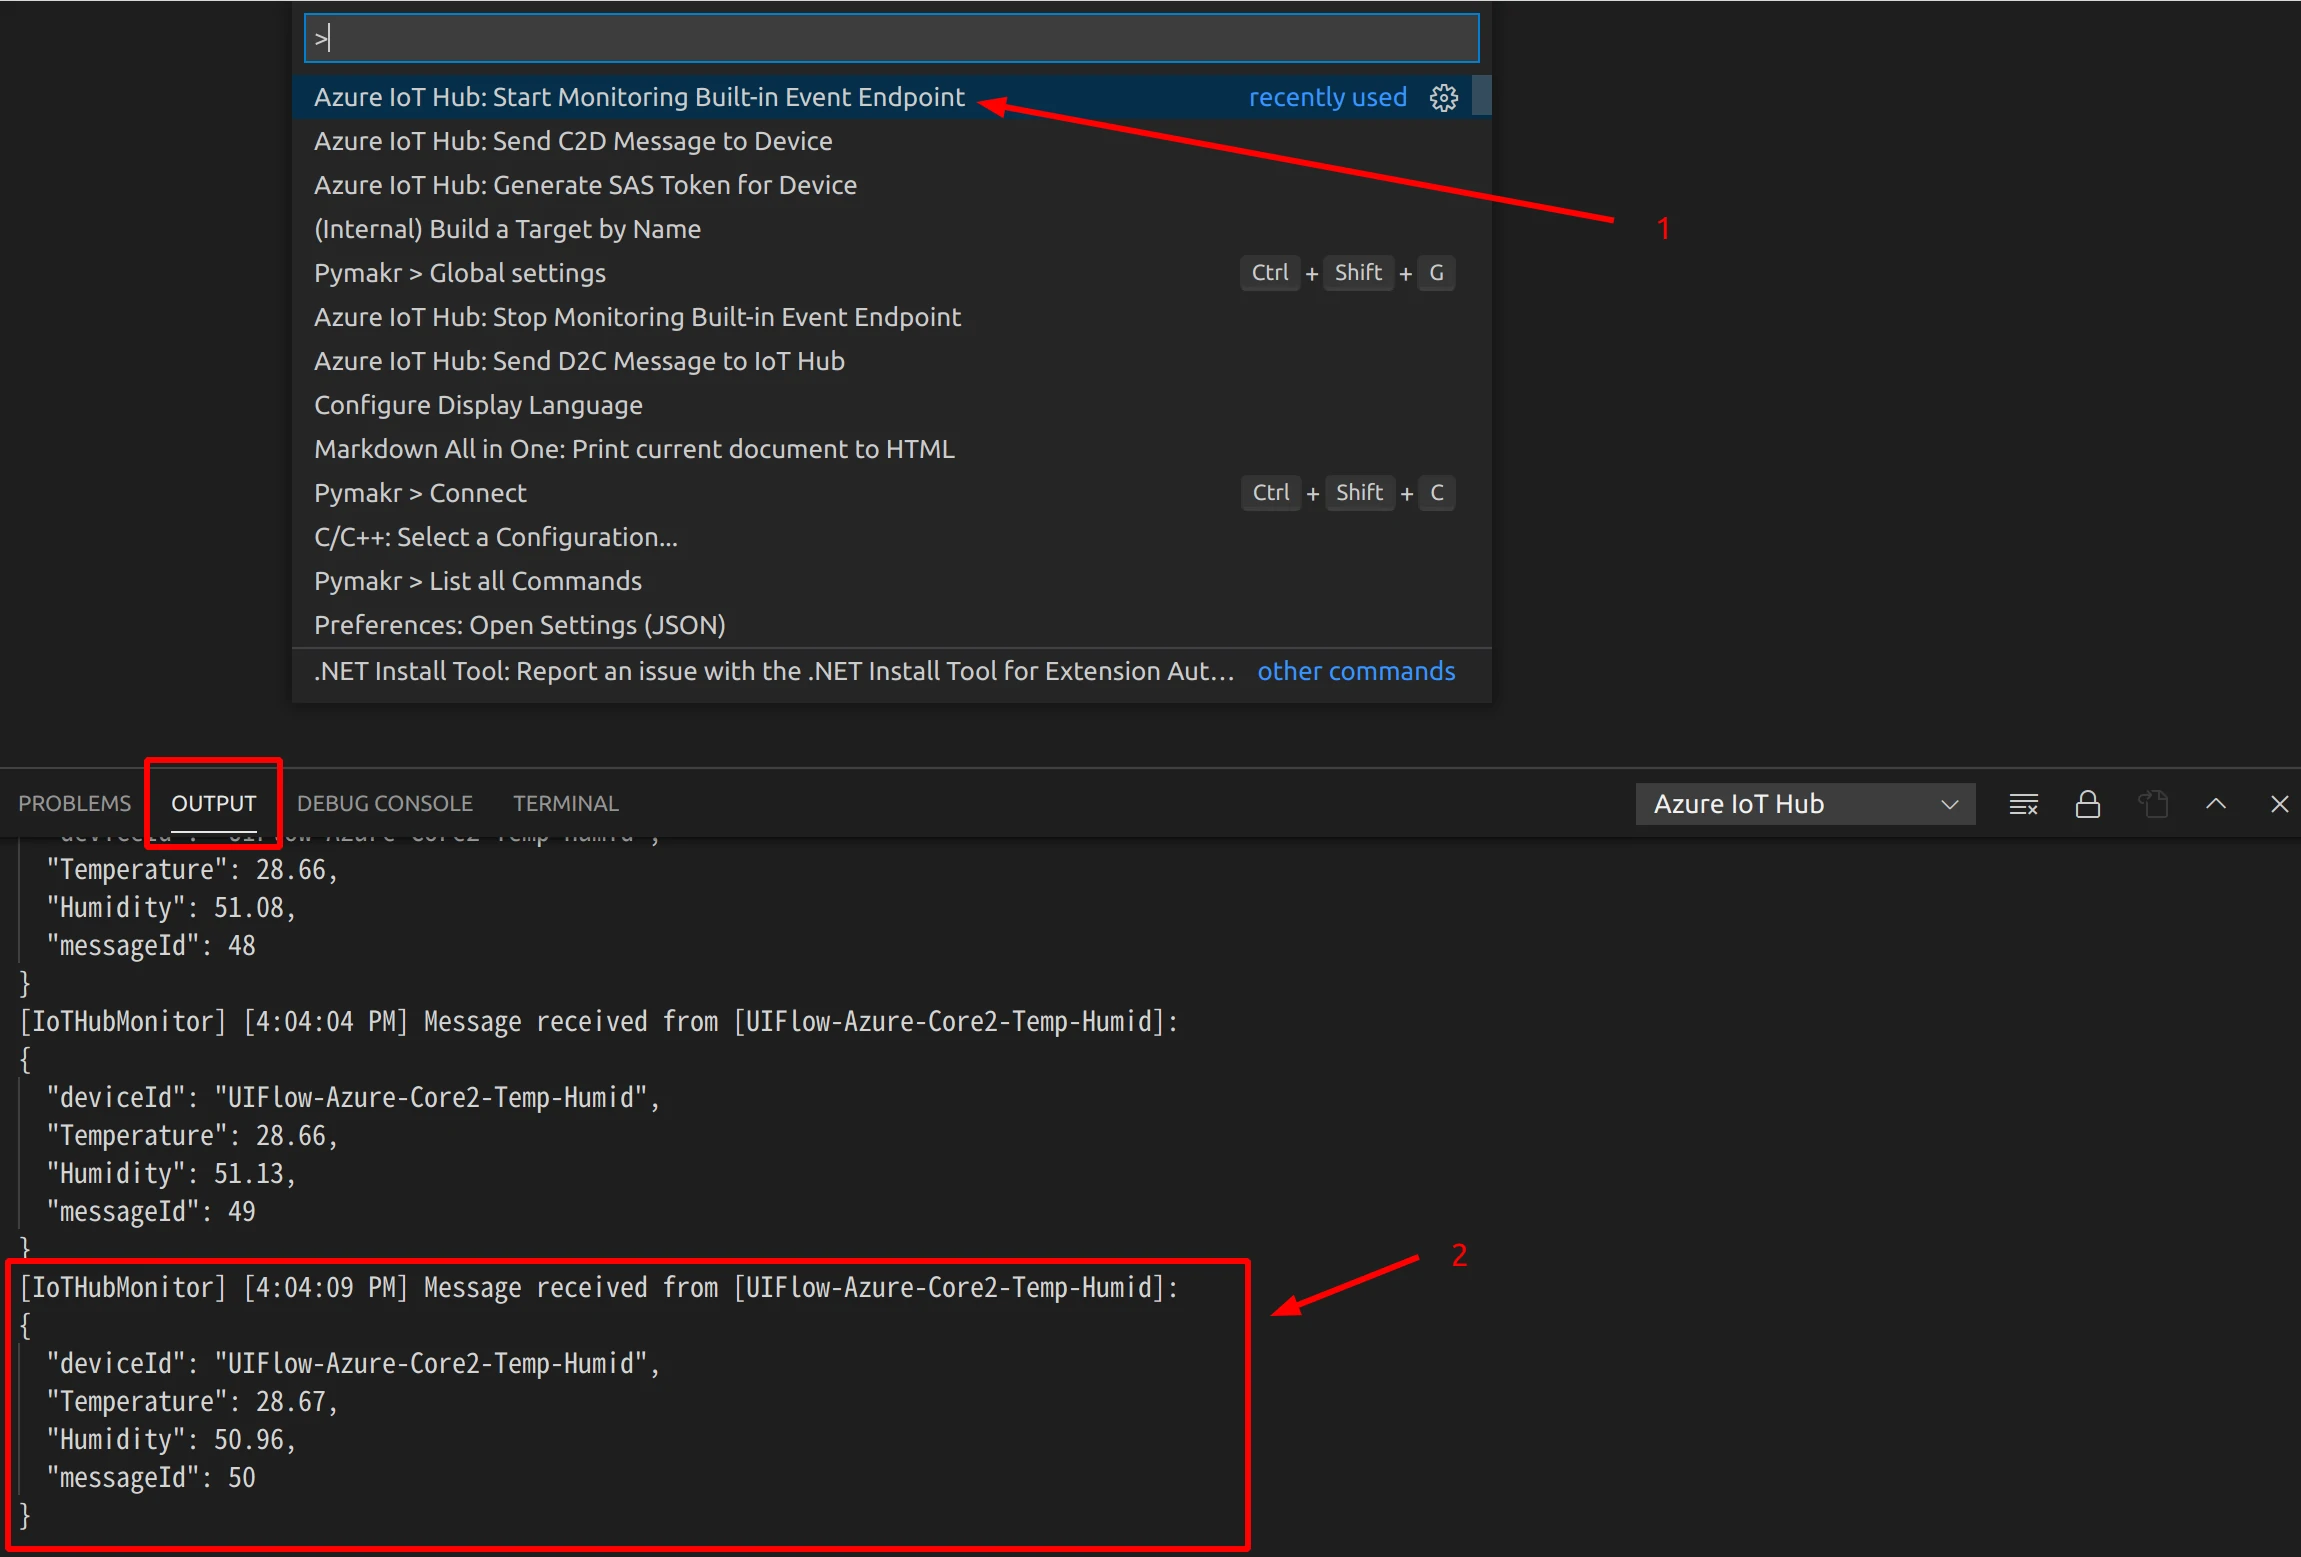 >
Azure IoT Hub: Start Monitoring Built-in Event Endpoint recently used
Azure IoT Hub: Send C2D Message to Device
Azure IoT Hub: Generate SAS Token for Device
1
(Internal) Build a Target by Name
Pymakr > Global settings Ctrl + Shift + G
Azure IoT Hub: Stop Monitoring Built-in Event Endpoint
Azure IoT Hub: Send D2C Message to IoT Hub
Configure Display Language
Markdown All in One: Print current document to HTML
Pymakr > Connect Ctrl + Shift + C
C/C++: Select a Configuration...
Pymakr > List all Commands
Preferences: Open Settings (JSON)
.NET Install Tool: Report an issue with the .NET Install Tool for Extension Aut... other commands
PROBLEMS OUTPUT DEBUG CONSOLE TERMINAL Azure IoT Hub
"deviceId": "UIFlow-Azure-Core2-Temp-Humid",
"Temperature": 28.66,
"Humidity": 51.08,
"messageId": 48
}
[IoTHubMonitor] [4:04:04 PM] Message received from [UIFlow-Azure-Core2-Temp-Humid]:
{
"deviceId": "UIFlow-Azure-Core2-Temp-Humid",
"Temperature": 28.66,
"Humidity": 51.13,
"messageId": 49
}
2
[IoTHubMonitor] [4:04:09 PM] Message received from [UIFlow-Azure-Core2-Temp-Humid]:
{
"deviceId": "UIFlow-Azure-Core2-Temp-Humid",
"Temperature": 28.67,
"Humidity": 50.96,
"messageId": 50
}